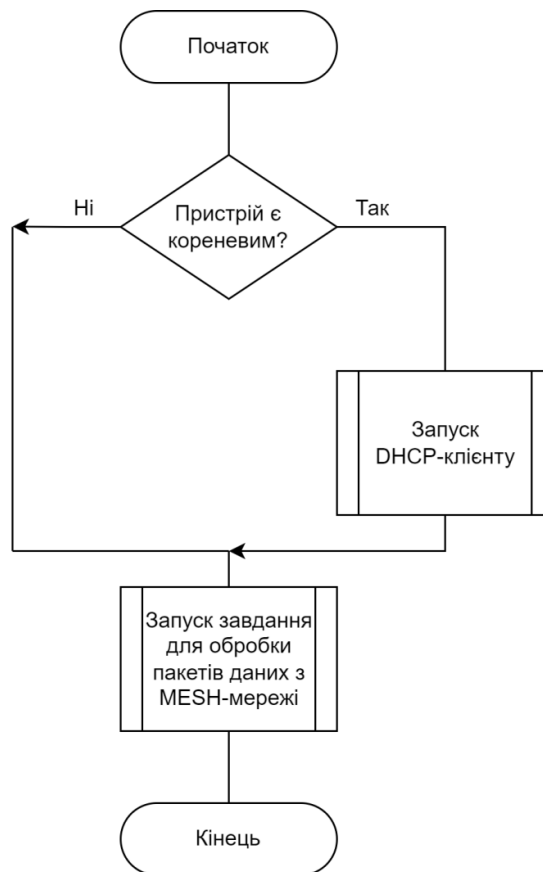 Початок
Ні
Так
Пристрій є
кореневим?
Запуск
DHCP-клієнту
Запуск завдання
для обробки
пакетів даних з
MESH-мережі
Кінець